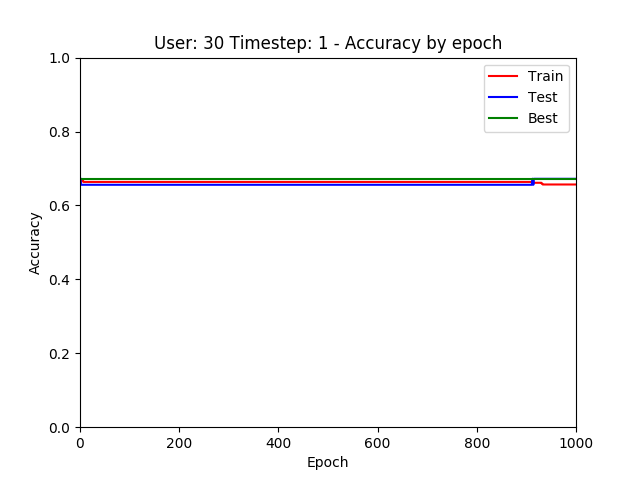 User: 30 Timestep: 1 - Accuracy by epoch
1.0
0.8
0.6
0.4
0.2
0.0
Accuracy
Train
Test
Best
0 200 400 600 800 1000
Epoch